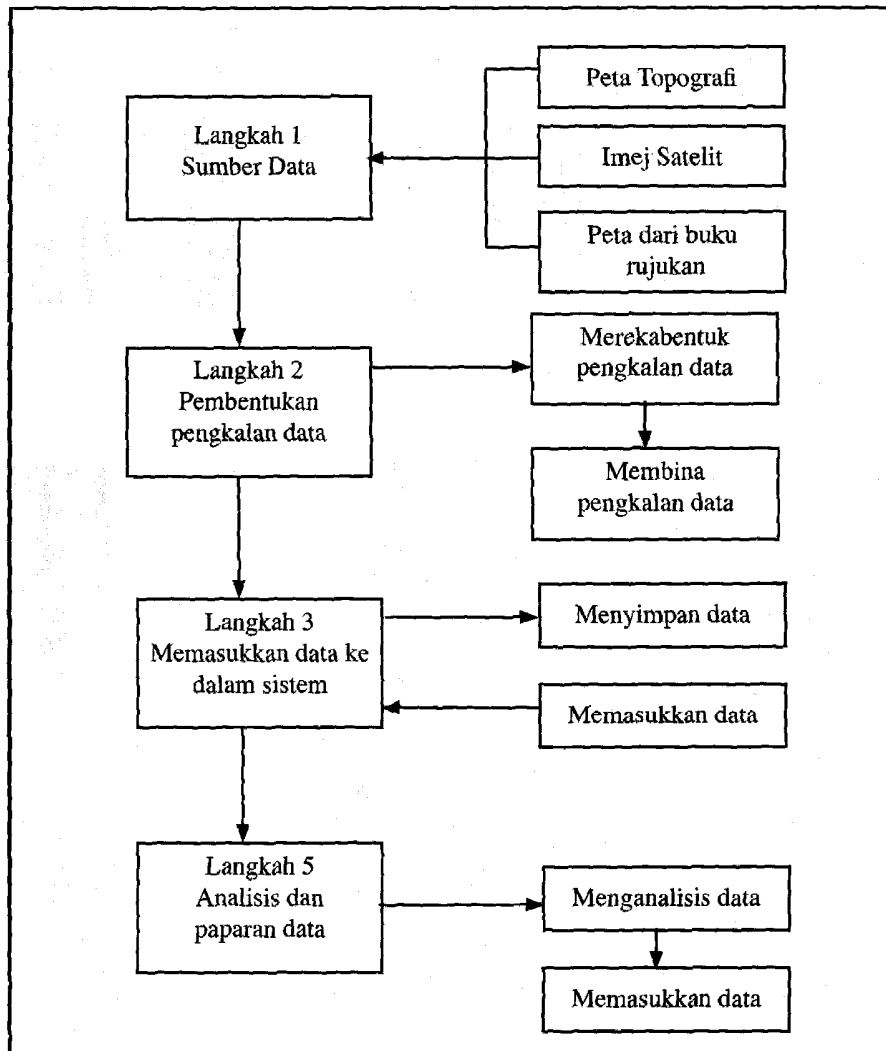 Langkah 1
Sumber Data
Peta Topografi
Imej Satelit
Peta dari buku
rujukan
Langkah 2
Pembentukan
pengkalan data
Merekabentuk
pengkalan data
Membina
pengkalan data
Langkah 3
Memasukkan data ke
dalam sistem
Menyimpan data
Memasukkan data
Langkah 5
Analisis dan
paparan data
Menganalisis data
Memasukkan data